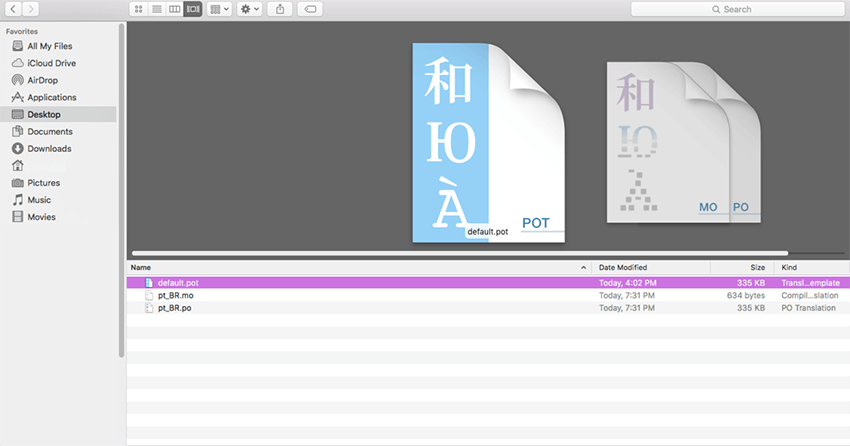 Search
Favorites
All My Files
iCloud Drive
AirDrop
Applications
Desktop
Documents
Downloads
Pictures
Music
Movies
和
Ю
À
POT
default.pot
和
Ю
À
MO
PO
Name Date Modified Size Kind
default.pot Today, 4:02 PM 335 KB Transl...emplate
pt_BR.mo Today, 7:31 PM 634 bytes Compil...slation
pt_BR.po Today, 7:31 PM 335 KB PO Translation